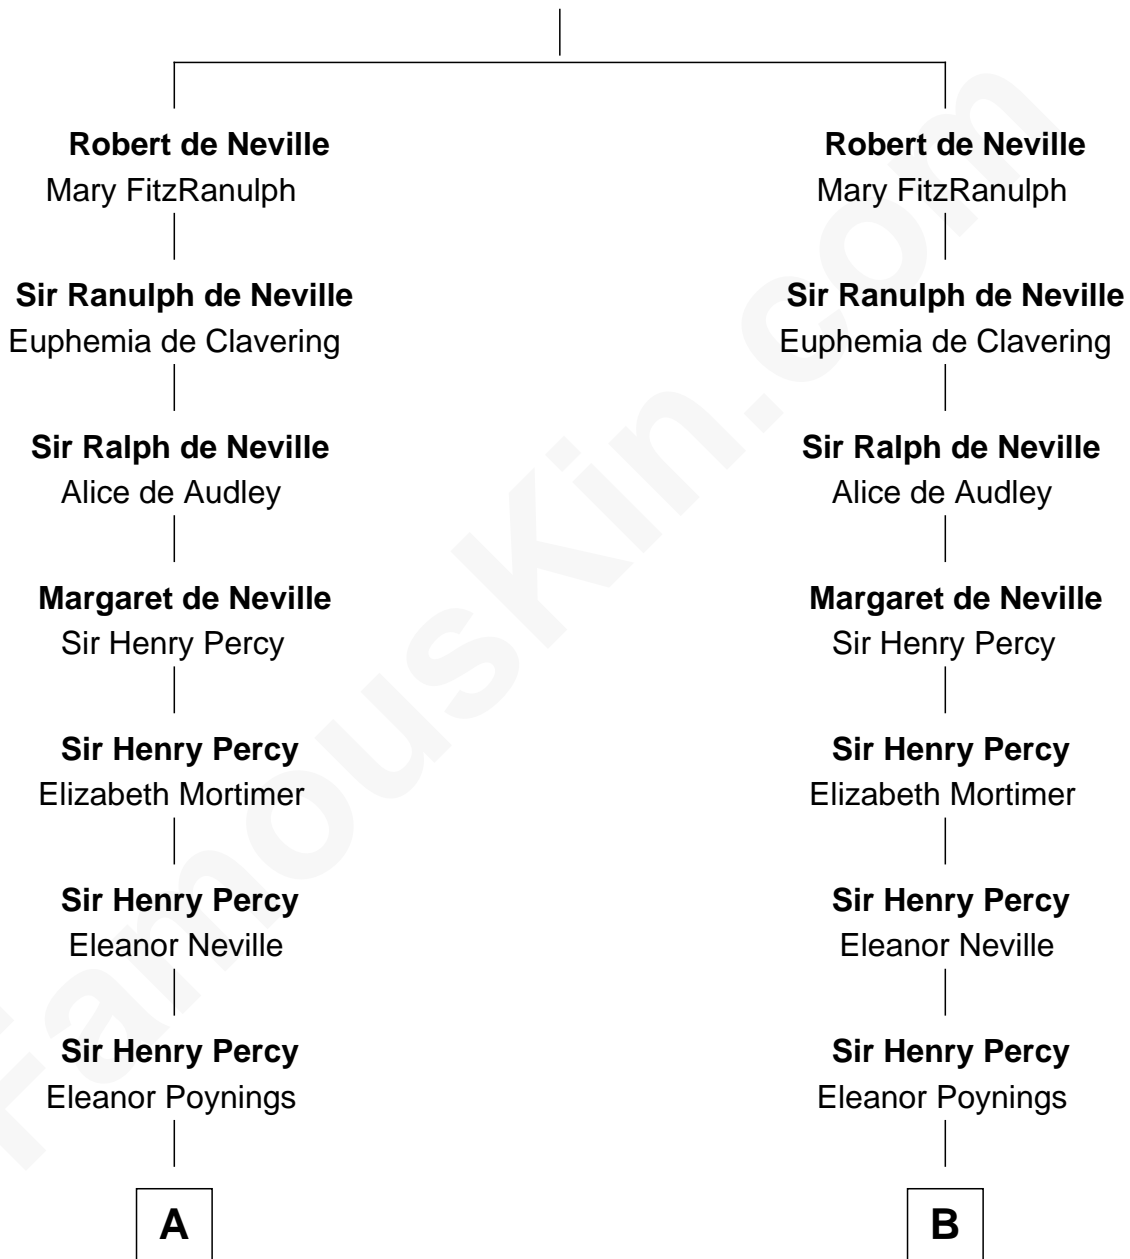 Robert de Neville
Mary FitzRanulph
Sir Ranulph de Neville
Euphemia de Clavering
Sir Ralph de Neville
Alice de Audley
Margaret de Neville
Sir Henry Percy
Sir Henry Percy
Elizabeth Mortimer
Sir Henry Percy
Eleanor Neville
Sir Henry Percy
Eleanor Poynings
A
Robert de Neville
Mary FitzRanulph
Sir Ranulph de Neville
Euphemia de Clavering
Sir Ralph de Neville
Alice de Audley
Margaret de Neville
Sir Henry Percy
Sir Henry Percy
Elizabeth Mortimer
Sir Henry Percy
Eleanor Neville
Sir Henry Percy
Eleanor Poynings
B
FamousKin.com